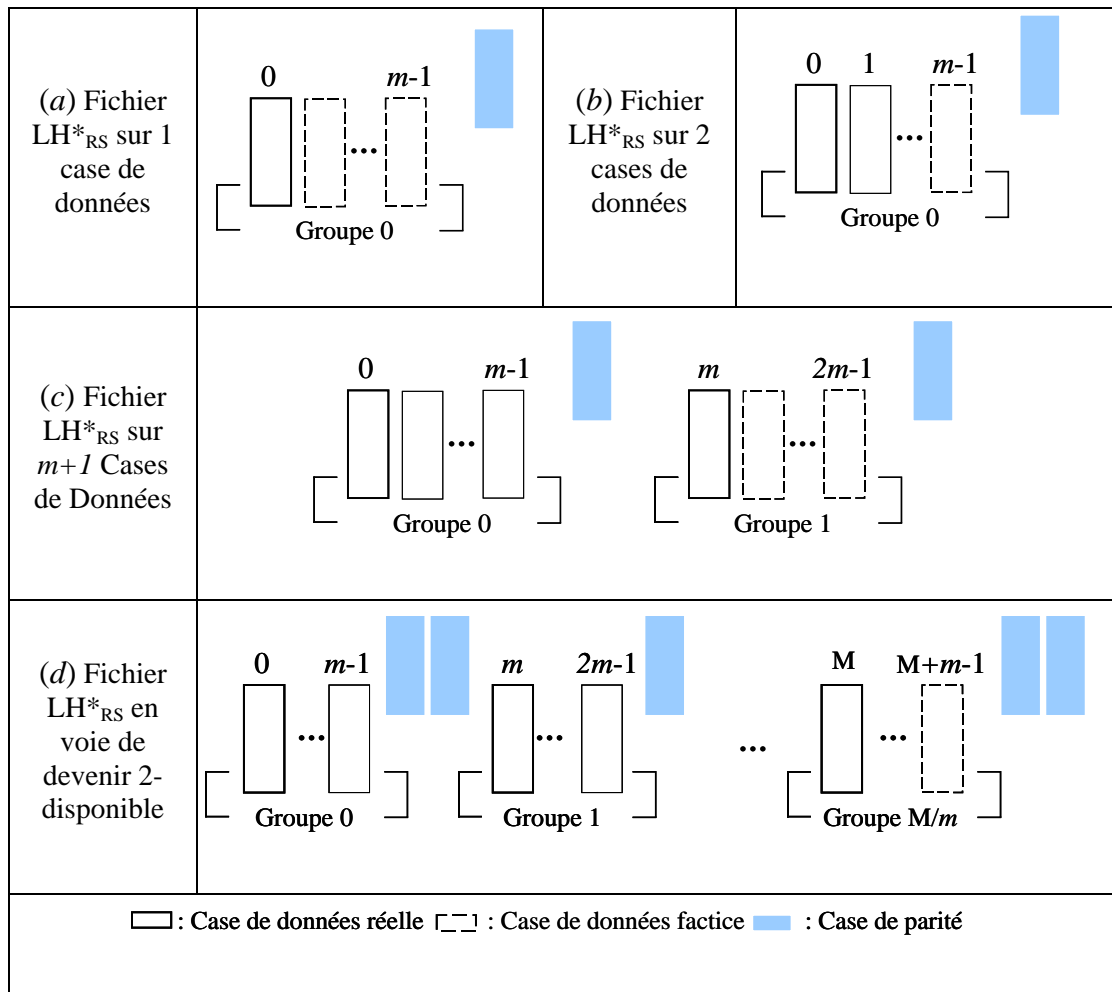 (a) Fichier
LH*RS sur 1
case de
données
0 m-1
...
Groupe 0
(b) Fichier
LH*RS sur 2
cases de
données
0 1 m-1
...
Groupe 0
(c) Fichier
LH*RS sur
m+1 Cases
de Données
0 m-1
...
Groupe 0
m 2m-1
...
Groupe 1
(d) Fichier
LH*RS en
voie de
devenir 2-
disponible
0 m-1
...
Groupe 0
m 2m-1
...
Groupe 1
...
M M+m-1
...
Groupe M/m
: Case de données réelle : Case de données factice : Case de parité